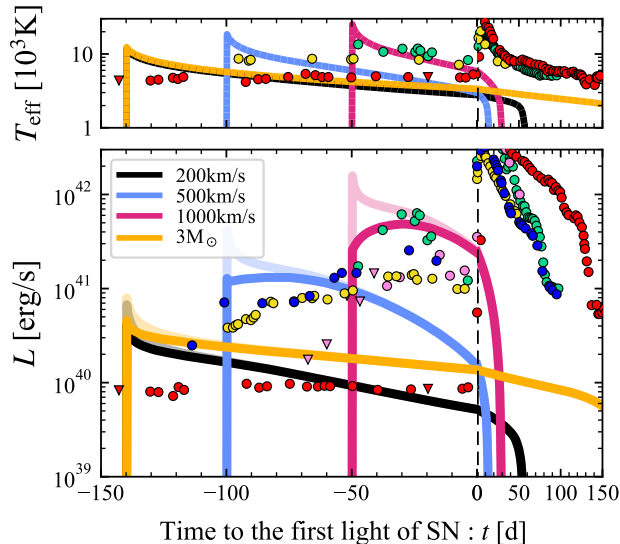 T_eff [10^3K]
10
1
200km/s
500km/s
1000km/s
3M_⊙
L [erg/s]
10^42
10^41
10^40
10^39
−150 −100 −50 0 50 100 150
Time to the first light of SN : t [d]